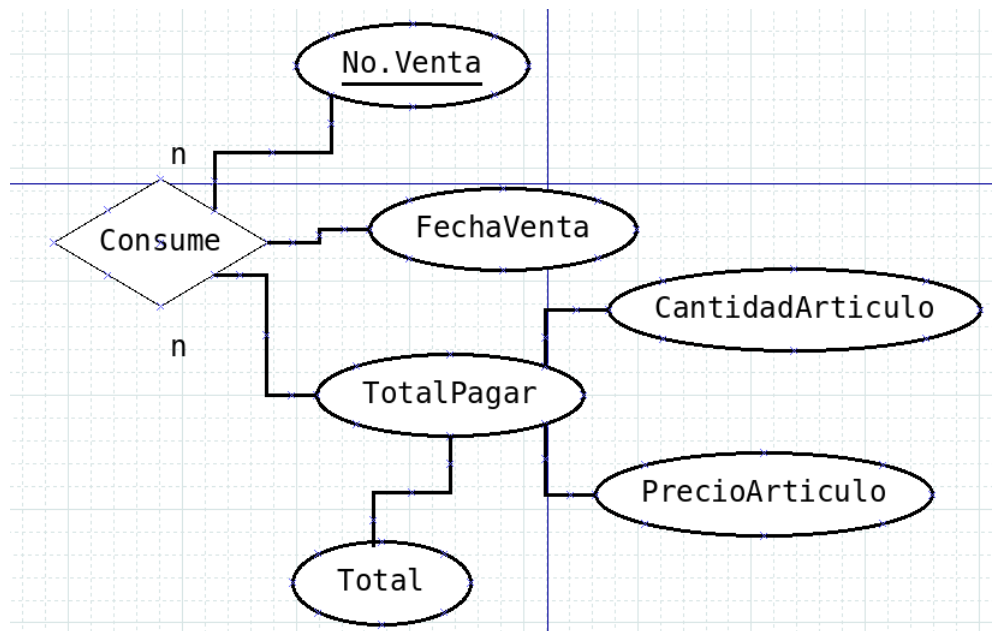 No.Venta
n
Consume
FechaVenta
CantidadArticulo
n
TotalPagar
PrecioArticulo
Total